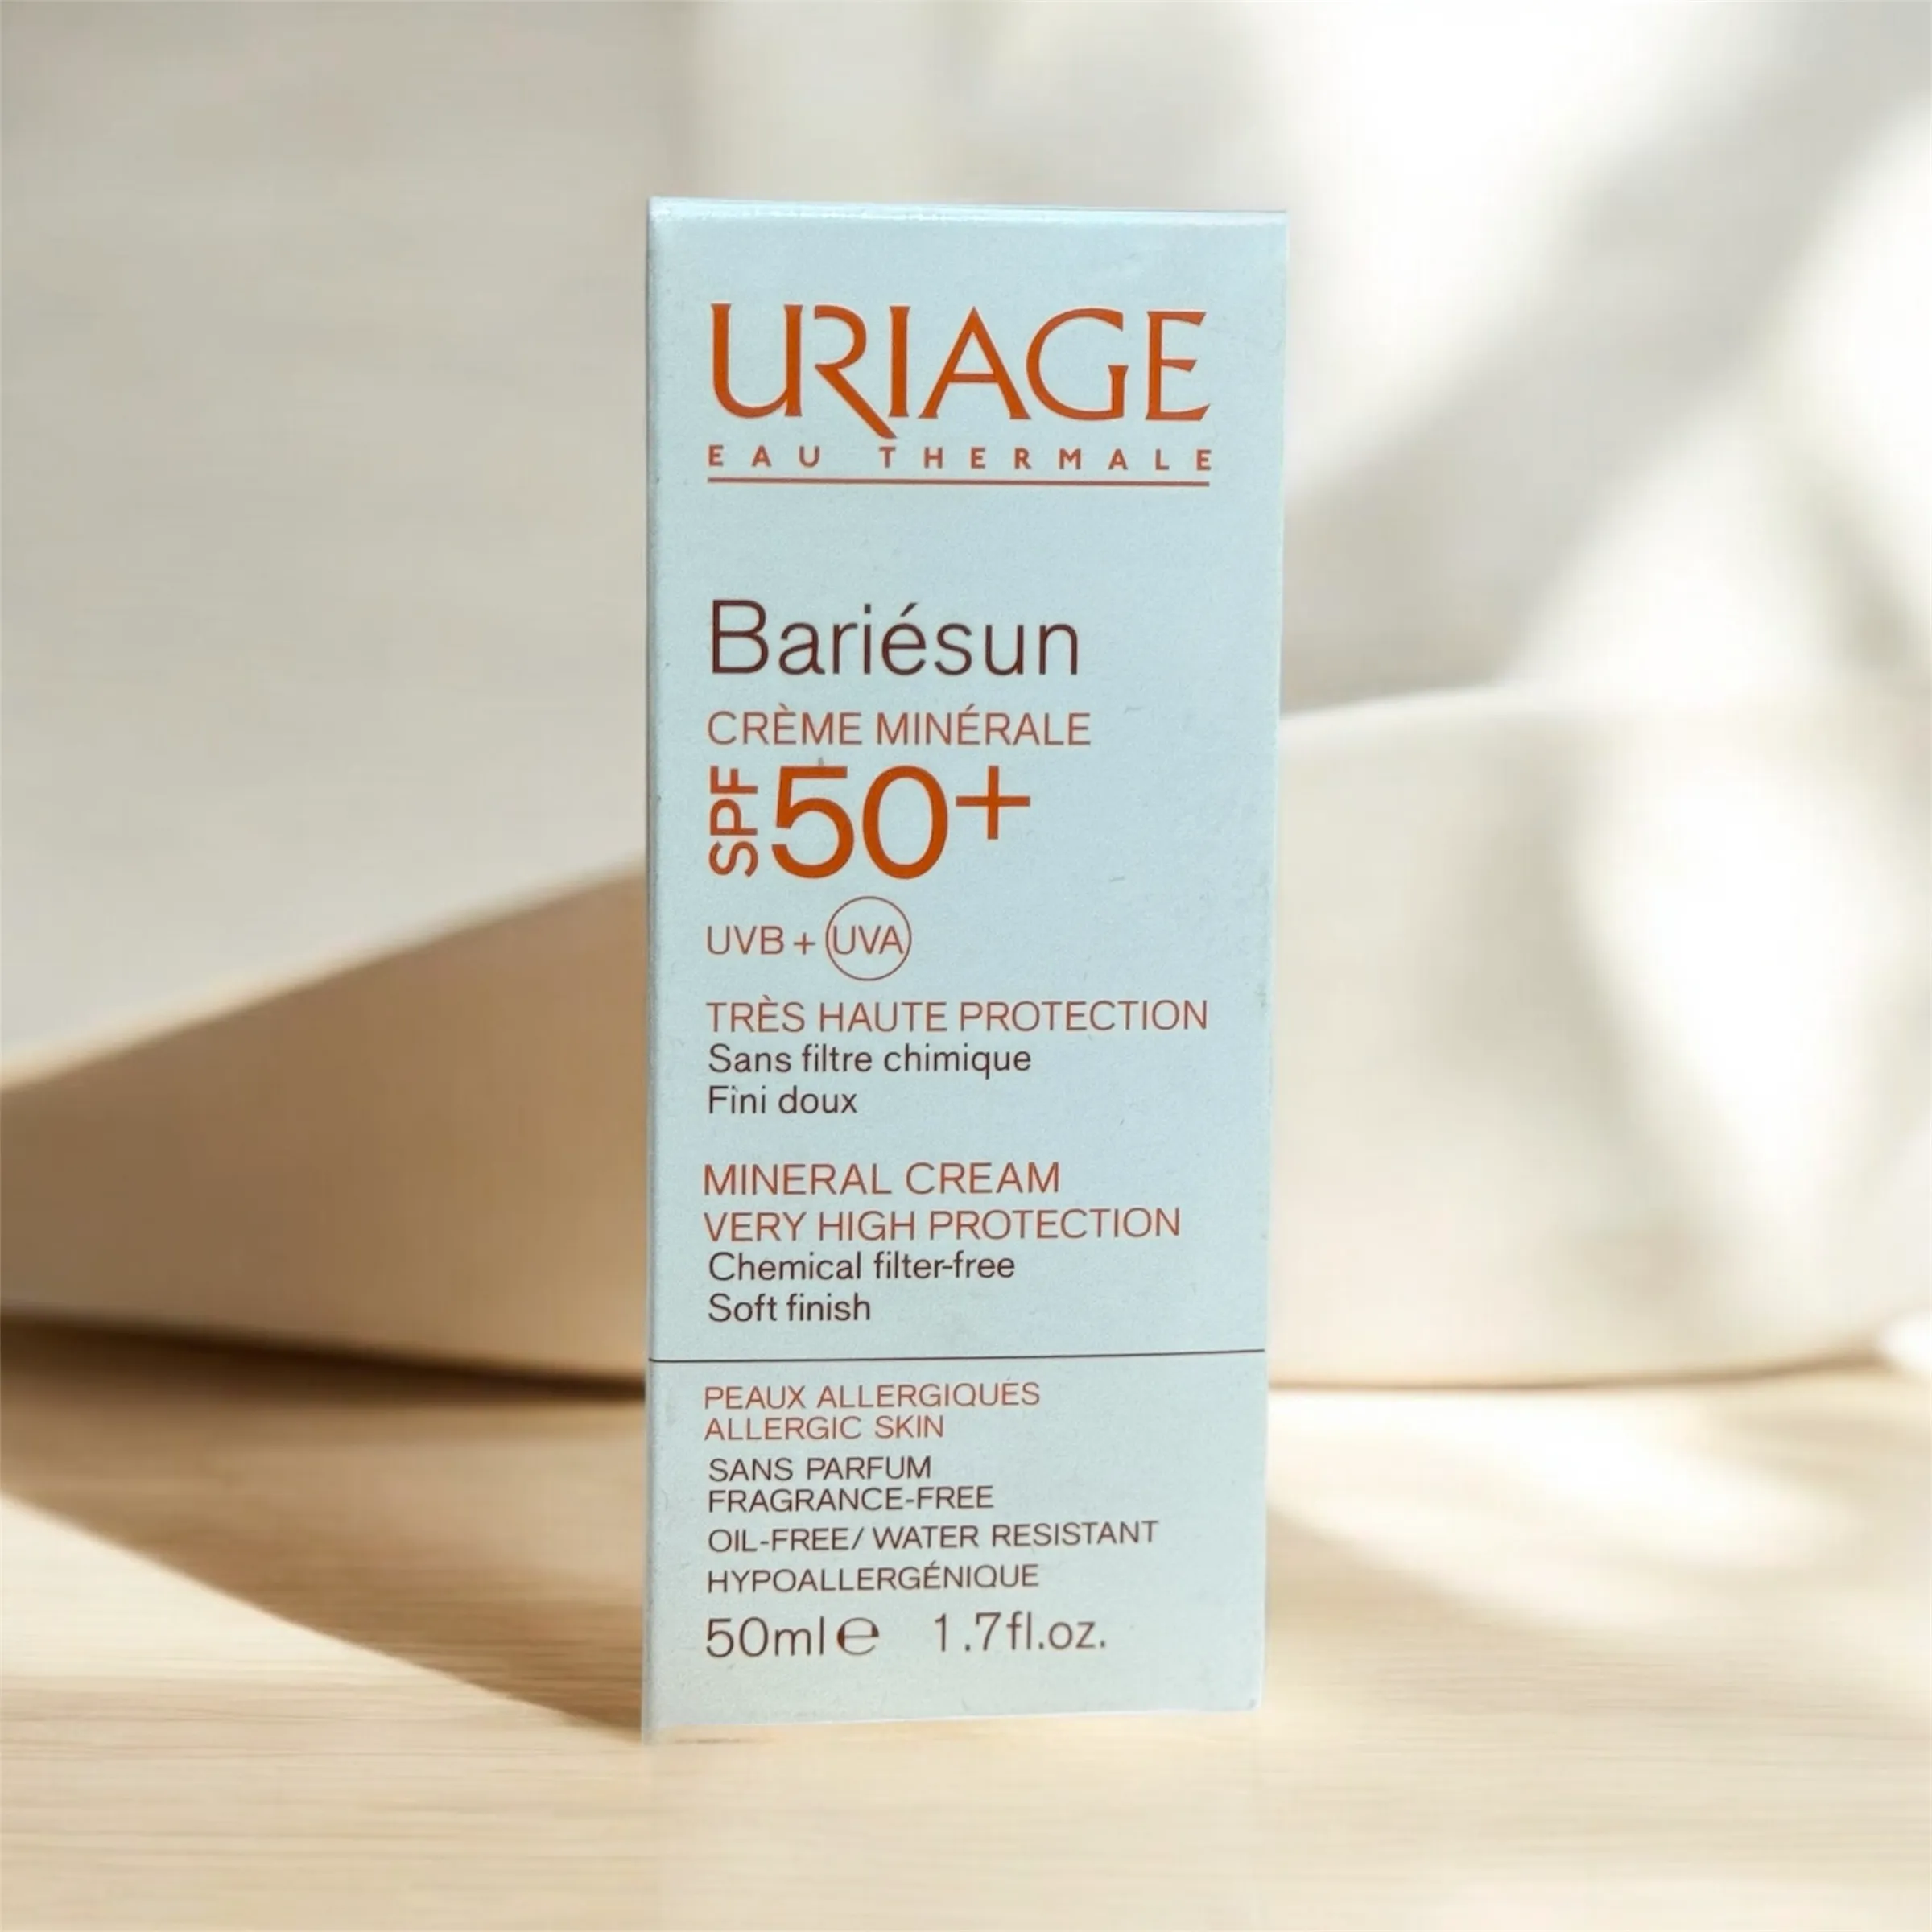 URIAGE
EAU THERMALE
Bariésun
CRÈME MINÉRALE
SPF 50+
UVB + UVA
TRÈS HAUTE PROTECTION
Sans filtre chimique
Fini doux
MINERAL CREAM
VERY HIGH PROTECTION
Chemical filter-free
Soft finish
PEAUX ALLERGIQUES
ALLERGIC SKIN
SANS PARFUM
FRAGRANCE-FREE
OIL-FREE/ WATER RESISTANT
HYPOALLERGÉNIQUE
50ml ℮ 1.7fl.oz.